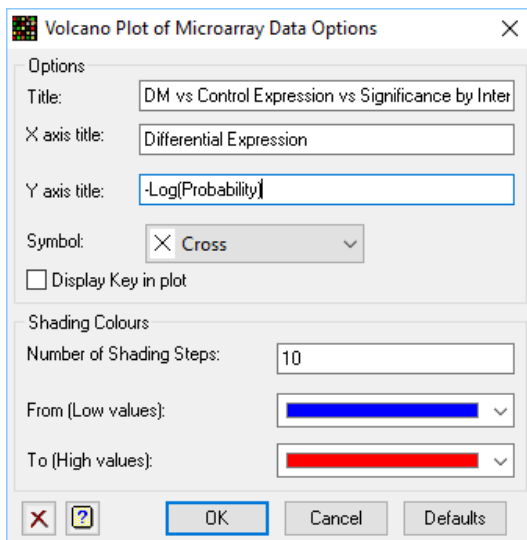 Volcano Plot of Microarray Data Options
Options
Title: DM vs Control Expression vs Significance by Inter
X axis title: Differential Expression
Y axis title: -Log(Probability)
Symbol: Cross
Display Key in plot
Shading Colours
Number of Shading Steps: 10
From (Low values):
To (High values):
OK Cancel Defaults